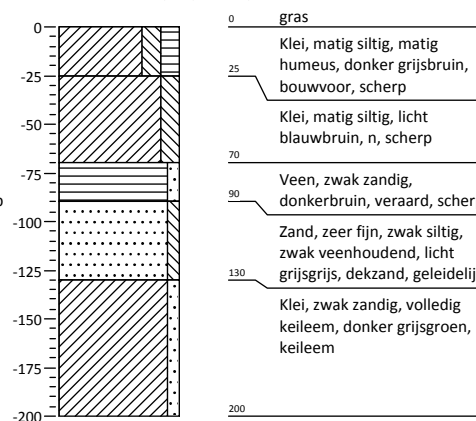 0
-25
-50
-75
-100
-125
-150
-175
-200
0 gras
Klei, matig siltig, matig
humeus, donker grijsbruin,
bouwvoor, scherp
25
Klei, matig siltig, licht
blauwbruin, n, scherp
70
Veen, zwak zandig,
donkerbruin, veraard, scher
90
Zand, zeer fijn, zwak siltig,
zwak veenhoudend, licht
grijsgrijs, dekzand, geleidelij
130
Klei, zwak zandig, volledig
keileem, donker grijsgroen,
keileem
200